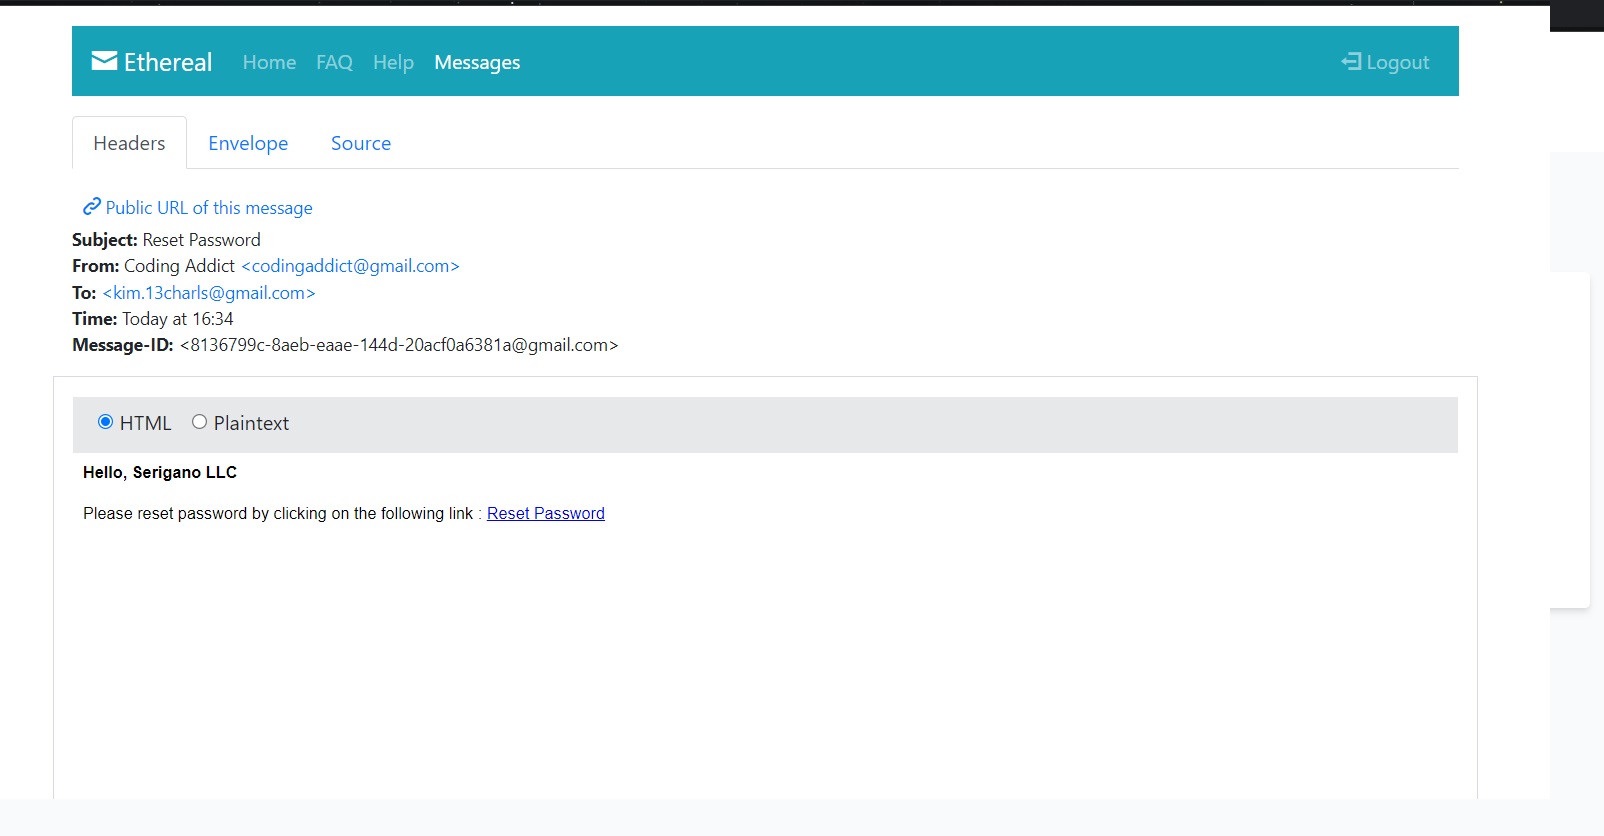 Ethereal Home FAQ Help Messages Logout
Headers Envelope Source
Public URL of this message
Subject: Reset Password
From: Coding Addict <codingaddict@gmail.com>
To: <kim.13charls@gmail.com>
Time: Today at 16:34
Message-ID: <8136799c-8aeb-eaae-144d-20acf0a6381a@gmail.com>
HTML Plaintext
Hello, Serigano LLC
Please reset password by clicking on the following link : Reset Password